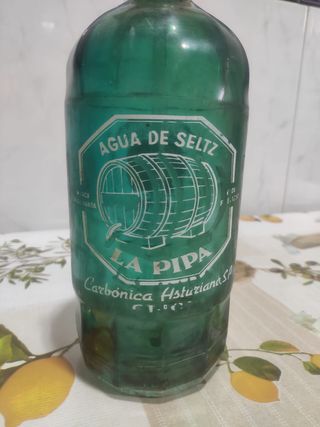 AGUA DE SELTZ
LA PIPA
Carbónica Asturiana S.A.